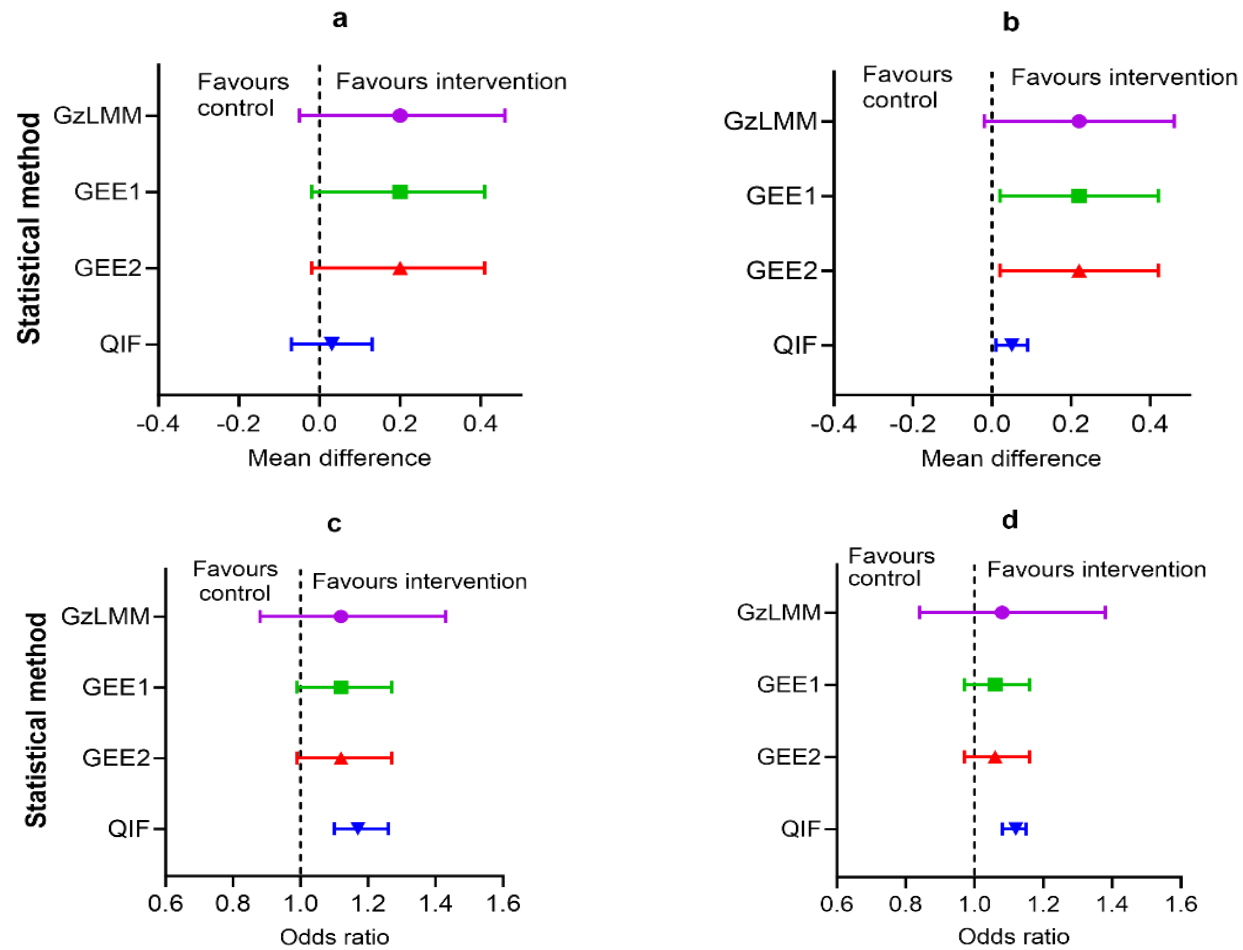 a
Favours
control
Favours intervention
Statistical method
GzLMM
GEE1
GEE2
QIF
-0.4 -0.2 0.0 0.2 0.4
Mean difference
b
Favours
control
Favours intervention
GzLMM
GEE1
GEE2
QIF
-0.4 -0.2 0.0 0.2 0.4
Mean difference
c
Favours
control
Favours intervention
Statistical method
GzLMM
GEE1
GEE2
QIF
0.6 0.8 1.0 1.2 1.4 1.6
Odds ratio
d
Favours
control
Favours intervention
GzLMM
GEE1
GEE2
QIF
0.6 0.8 1.0 1.2 1.4 1.6
Odds ratio